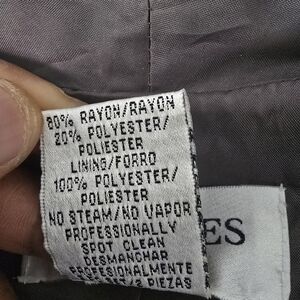 80% RAYON/RAYON
20% POLYESTER/
POLIESTER
LINING/FORRO
100% POLYESTER/
POLIESTER
NO STEAM/NO VAPOR
PROFESSIONALLY
SPOT CLEAN
DESMANCHAR
PROFESIONALMENTE
PIEZAS
ES